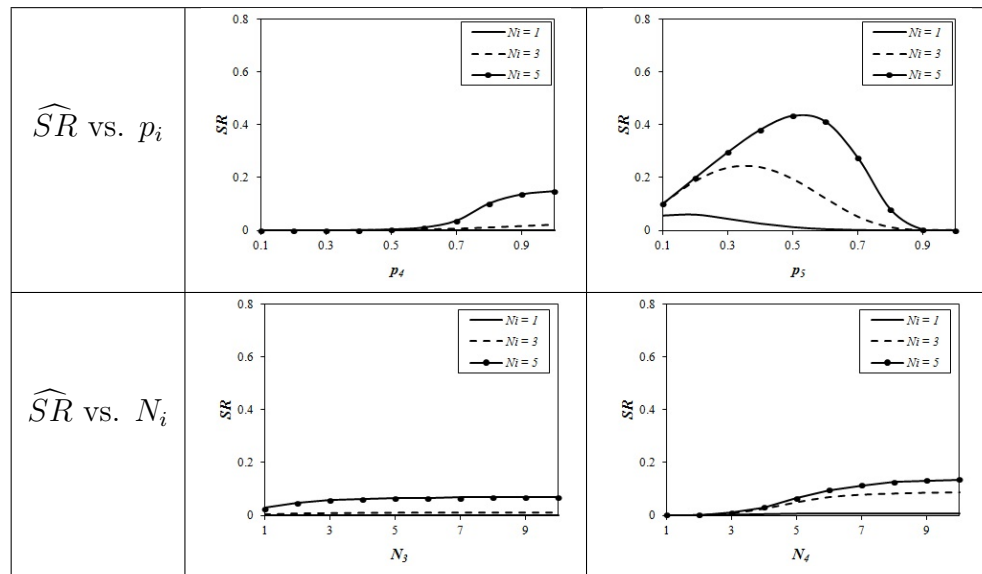 $\widehat{SR}$ vs. $p_i$
0.8
0.6
0.4
0.2
0
SR
0.1 0.3 0.5 0.7 0.9
p4
Ni = 1
Ni = 3
Ni = 5
0.8
0.6
0.4
0.2
0
SR
0.1 0.3 0.5 0.7 0.9
p5
Ni = 1
Ni = 3
Ni = 5
$\widehat{SR}$ vs. $N_i$
0.8
0.6
0.4
0.2
0
SR
1 3 5 7 9
N3
Ni = 1
Ni = 3
Ni = 5
0.8
0.6
0.4
0.2
0
SR
1 3 5 7 9
N4
Ni = 1
Ni = 3
Ni = 5